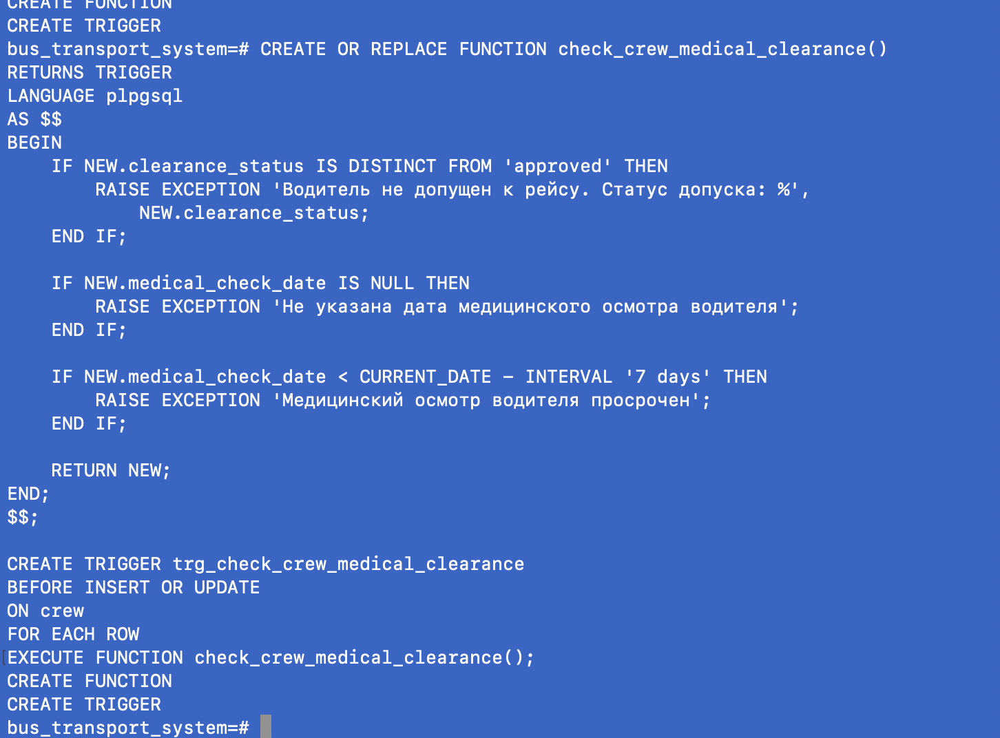 CREATE FUNCTION
CREATE TRIGGER
bus_transport_system=# CREATE OR REPLACE FUNCTION check_crew_medical_clearance()
RETURNS TRIGGER
LANGUAGE plpgsql
AS $$
BEGIN
    IF NEW.clearance_status IS DISTINCT FROM 'approved' THEN
        RAISE EXCEPTION 'Водитель не допущен к рейсу. Статус допуска: %',
            NEW.clearance_status;
    END IF;

    IF NEW.medical_check_date IS NULL THEN
        RAISE EXCEPTION 'Не указана дата медицинского осмотра водителя';
    END IF;

    IF NEW.medical_check_date < CURRENT_DATE - INTERVAL '7 days' THEN
        RAISE EXCEPTION 'Медицинский осмотр водителя просрочен';
    END IF;

    RETURN NEW;
END;
$$;

CREATE TRIGGER trg_check_crew_medical_clearance
BEFORE INSERT OR UPDATE
ON crew
FOR EACH ROW
EXECUTE FUNCTION check_crew_medical_clearance();
CREATE FUNCTION
CREATE TRIGGER
bus_transport_system=#